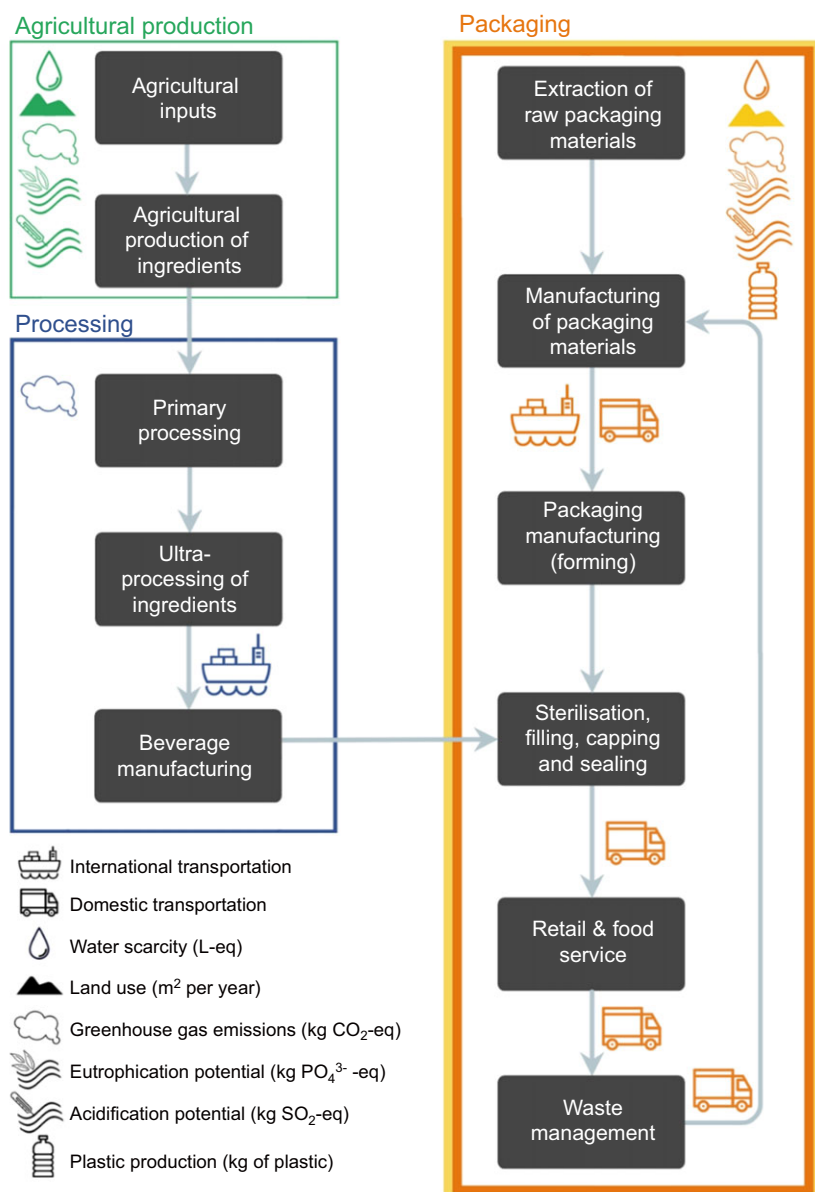 Agricultural production
Agricultural
inputs
Agricultural
production of
ingredients
Processing
Primary
processing
Ultra-
processing of
ingredients
Beverage
manufacturing
International transportation
Domestic transportation
Water scarcity (L-eq)
Land use (m² per year)
Greenhouse gas emissions (kg CO₂-eq)
Eutrophication potential (kg PO₄³⁻ -eq)
Acidification potential (kg SO₂-eq)
Plastic production (kg of plastic)
Packaging
Extraction of
raw packaging
materials
Manufacturing
of packaging
materials
Packaging
manufacturing
(forming)
Sterilisation,
filling, capping
and sealing
Retail & food
service
Waste
management